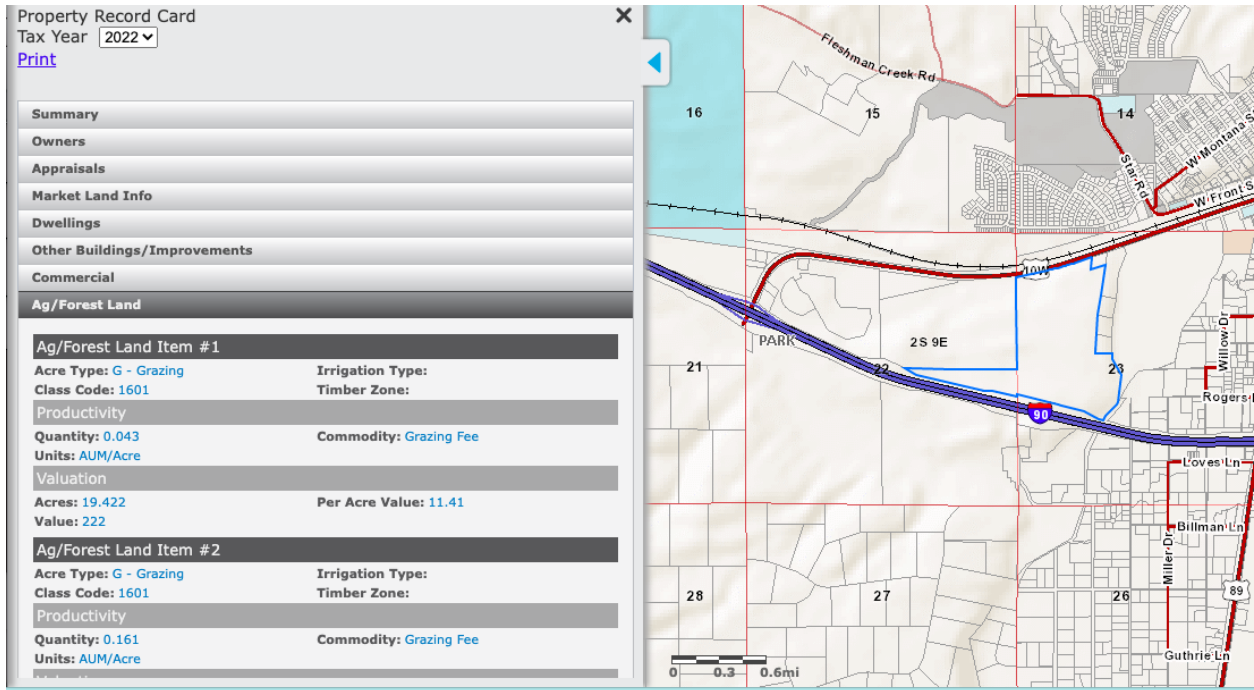 Property Record Card
Tax Year 2022
Print
Summary
Owners
Appraisals
Market Land Info
Dwellings
Other Buildings/Improvements
Commercial
Ag/Forest Land
Ag/Forest Land Item #1
Acre Type: G - Grazing Irrigation Type:
Class Code: 1601 Timber Zone:
Productivity
Quantity: 0.043 Commodity: Grazing Fee
Units: AUM/Acre
Valuation
Acres: 19.422 Per Acre Value: 11.41
Value: 222
Ag/Forest Land Item #2
Acre Type: G - Grazing Irrigation Type:
Class Code: 1601 Timber Zone:
Productivity
Quantity: 0.161 Commodity: Grazing Fee
Units: AUM/Acre
Fleshman Creek Rd
16
15
14
W Montana S
Star Rd
W Front S
10W
PARK
2S 9E
21
22
23
Willow Dr
Rogers
90
Loves Ln
Billman Ln
Miller Dr
28
27
26
89
Guthrie Ln
0 0.3 0.6mi